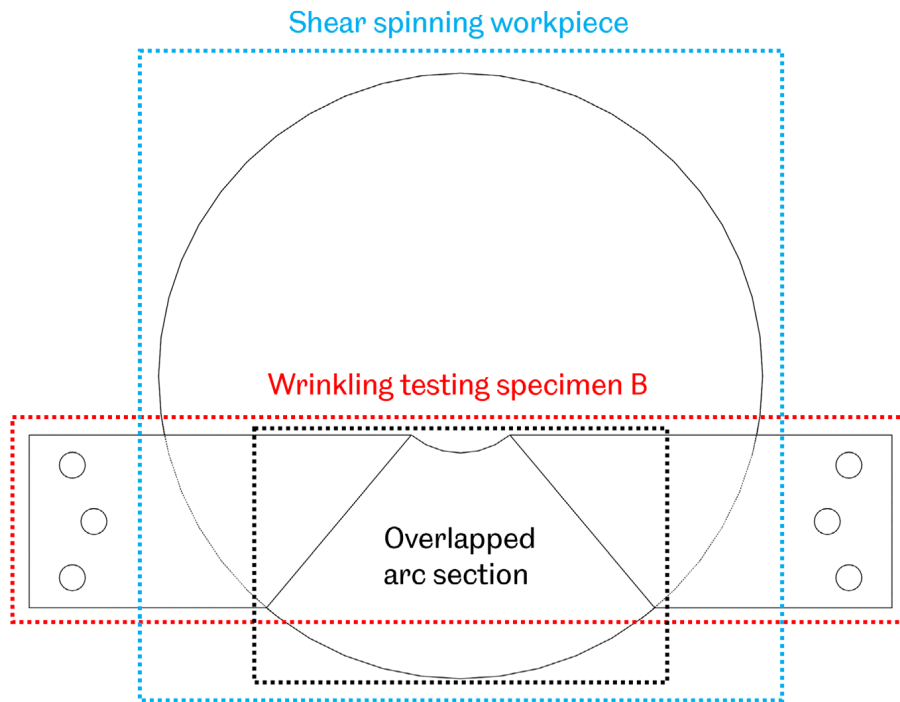 Shear spinning workpiece
Wrinkling testing specimen B
Overlapped
arc section